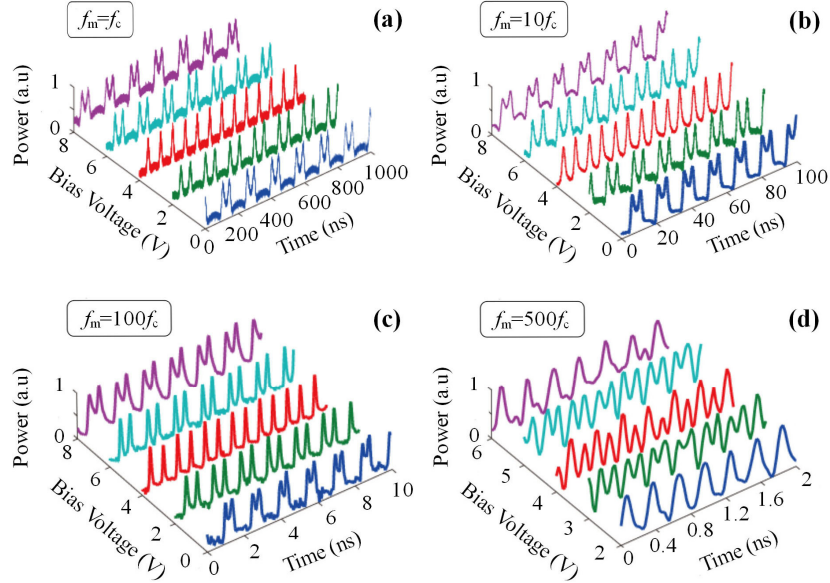 fm=fc
(a)
Power (a.u)
1
0
8
6
4
2
0
Bias Voltage (V)
0
200
400
600
800
1000
Time (ns)
fm=10fc
(b)
Power (a.u)
1
0
8
6
4
2
0
Bias Voltage (V)
0
20
40
60
80
100
Time (ns)
fm=100fc
(c)
Power (a.u)
1
0
8
6
4
2
0
Bias Voltage (V)
0
2
4
6
8
10
Time (ns)
fm=500fc
(d)
Power (a.u)
1
0
6
5
4
3
2
Bias Voltage (V)
0
0.4
0.8
1.2
1.6
2
Time (ns)